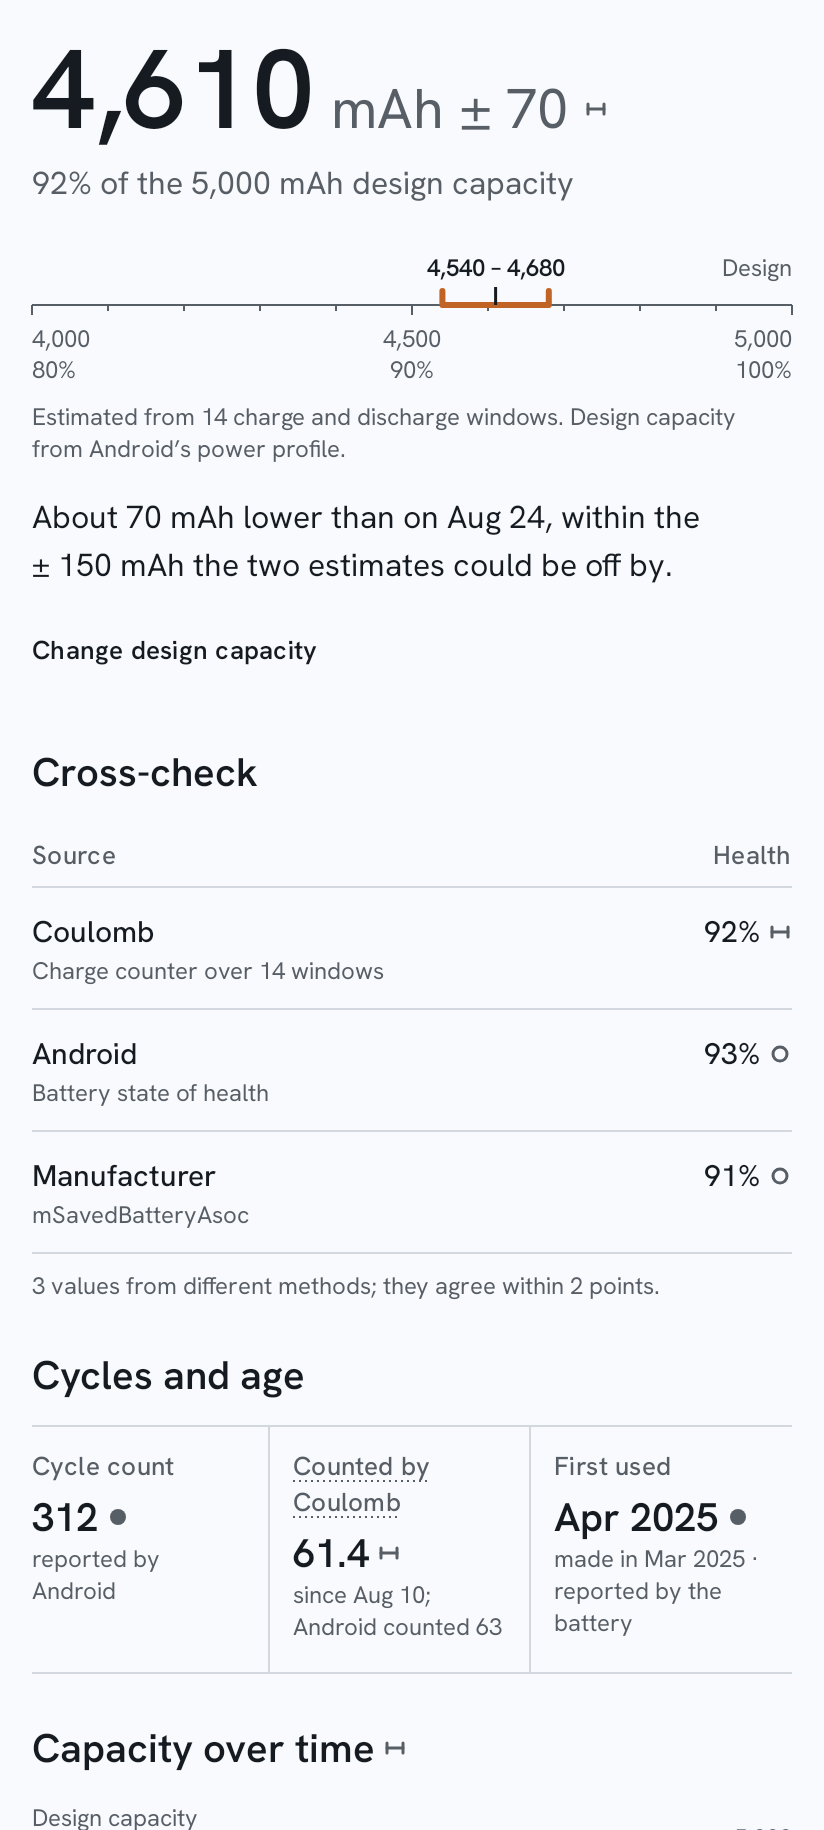 4,610 mAh ± 70
92% of the 5,000 mAh design capacity
4,540 – 4,680 Design
4,000 4,500 5,000
80% 90% 100%
Estimated from 14 charge and discharge windows. Design capacity
from Android’s power profile.
About 70 mAh lower than on Aug 24, within the
± 150 mAh the two estimates could be off by.
Change design capacity
Cross-check
Source Health
Coulomb 92%
Charge counter over 14 windows
Android 93%
Battery state of health
Manufacturer 91%
mSavedBatteryAsoc
3 values from different methods; they agree within 2 points.
Cycles and age
Cycle count
312
reported by
Android
Counted by
Coulomb
61.4
since Aug 10;
Android counted 63
First used
Apr 2025
made in Mar 2025 ·
reported by the
battery
Capacity over time
Design capacity